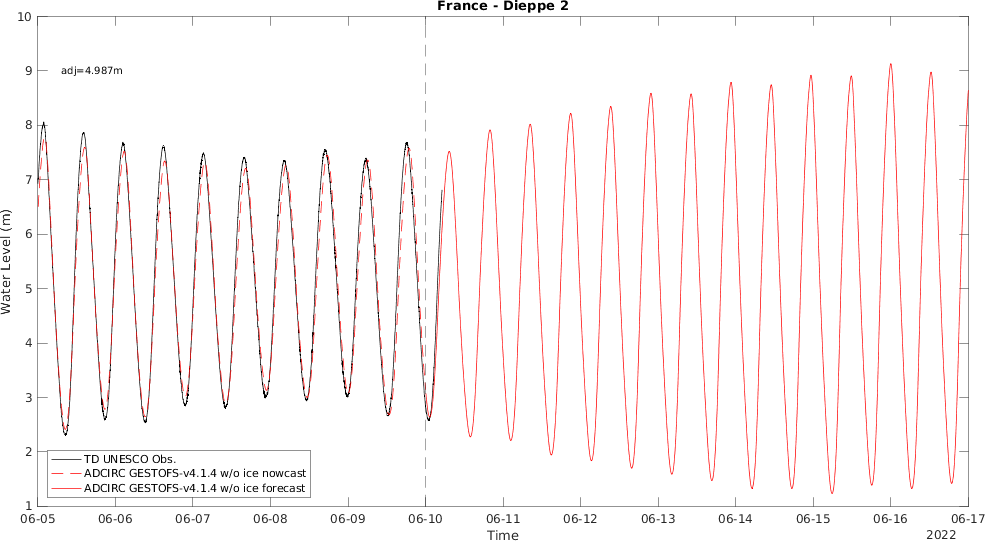 France - Dieppe 2
10
9
8
7
6
5
4
3
2
1
Water Level (m)
adj=4.987m
TD UNESCO Obs.
ADCIRC GESTOFS-v4.1.4 w/o ice nowcast
ADCIRC GESTOFS-v4.1.4 w/o ice forecast
06-05 06-06 06-07 06-08 06-09 06-10 06-11 06-12 06-13 06-14 06-15 06-16 06-17
Time
2022